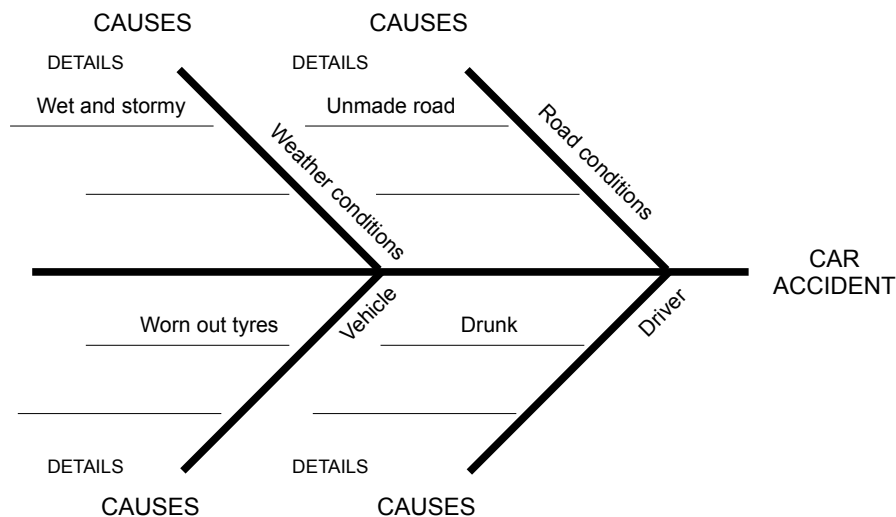 CAUSES
CAUSES
DETAILS
DETAILS
Wet and stormy
Unmade road
Weather conditions
Road conditions
CAR
ACCIDENT
Vehicle
Driver
Worn out tyres
Drunk
DETAILS
DETAILS
CAUSES
CAUSES